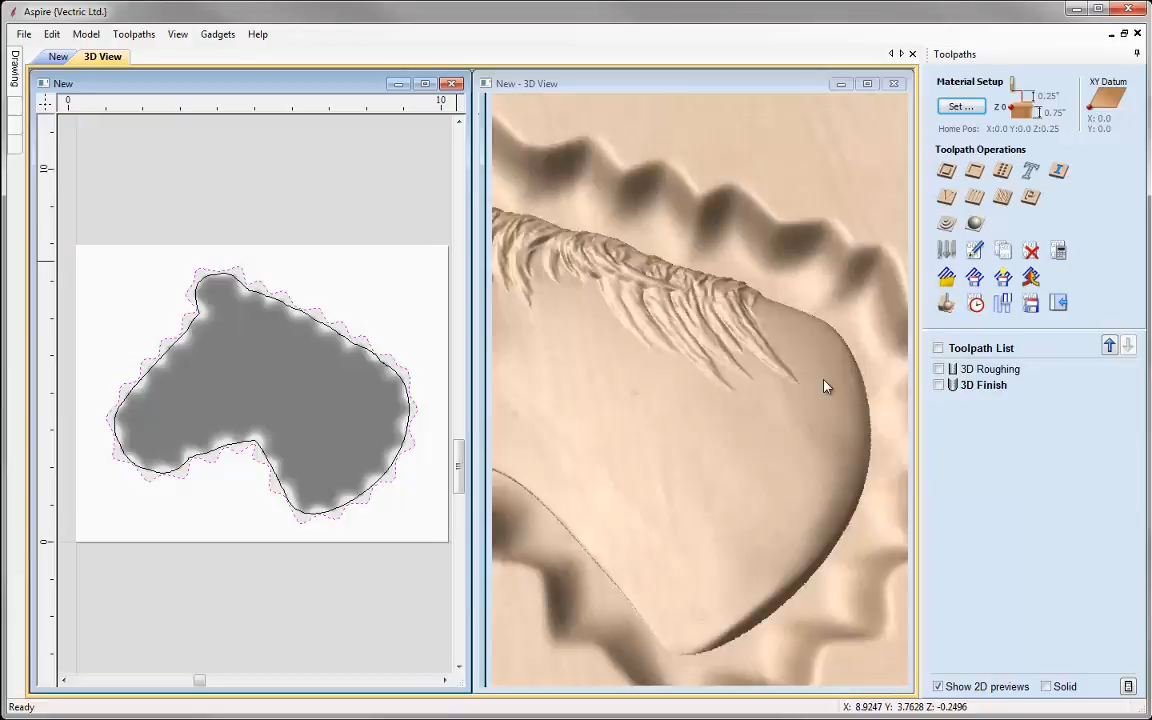 Aspire {Vectric Ltd.}
File Edit Model Toolpaths View Gadgets Help
New 3D View
Toolpaths
Drawing
New
New - 3D View
0 10
10
0
Material Setup
XY Datum
Set ...
Z 0
0.25"
0.75"
X: 0.0
Y: 0.0
Home Pos: X:0.0 Y:0.0 Z:0.25
Toolpath Operations
Toolpath List
3D Roughing
3D Finish
Show 2D previews Solid
Ready
X: 8.9247 Y: 3.7628 Z: -0.2496